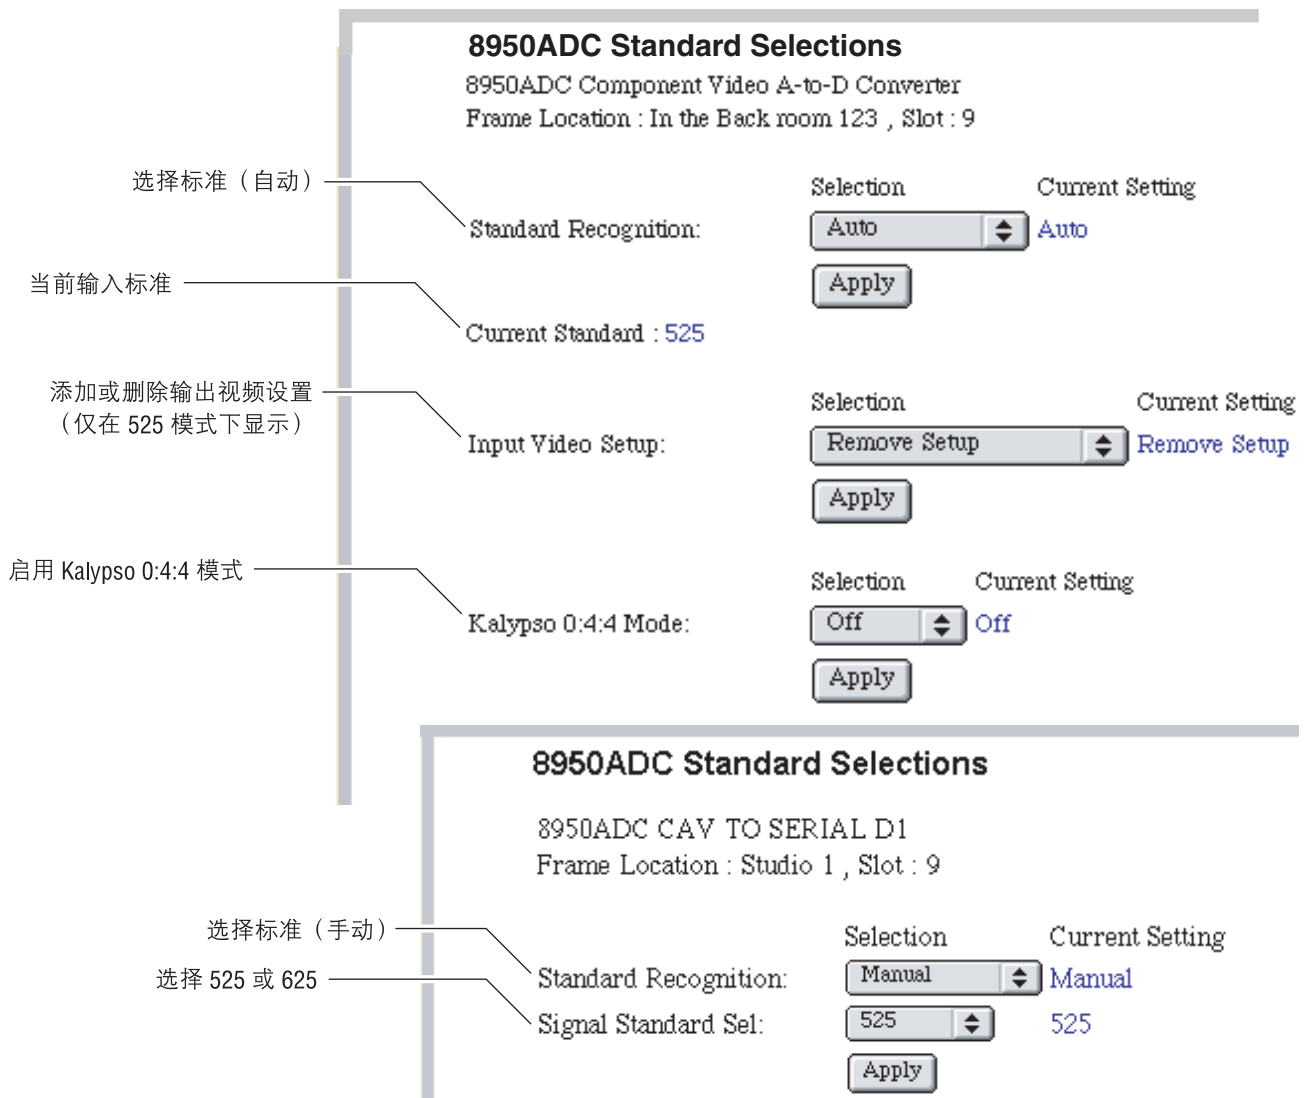 8950ADC Standard Selections
8950ADC Component Video A-to-D Converter
Frame Location : In the Back room 123 , Slot : 9
选择标准（自动）
Selection Current Setting
Standard Recognition: Auto Auto
Apply
当前输入标准
Current Standard : 525
添加或删除输出视频设置
（仅在 525 模式下显示）
Selection Current Setting
Input Video Setup: Remove Setup Remove Setup
Apply
启用 Kalypso 0:4:4 模式
Selection Current Setting
Kalypso 0:4:4 Mode: Off Off
Apply
8950ADC Standard Selections
8950ADC CAV TO SERIAL D1
Frame Location : Studio 1 , Slot : 9
选择标准（手动）
Selection Current Setting
Standard Recognition: Manual Manual
选择 525 或 625
Signal Standard Sel: 525 525
Apply